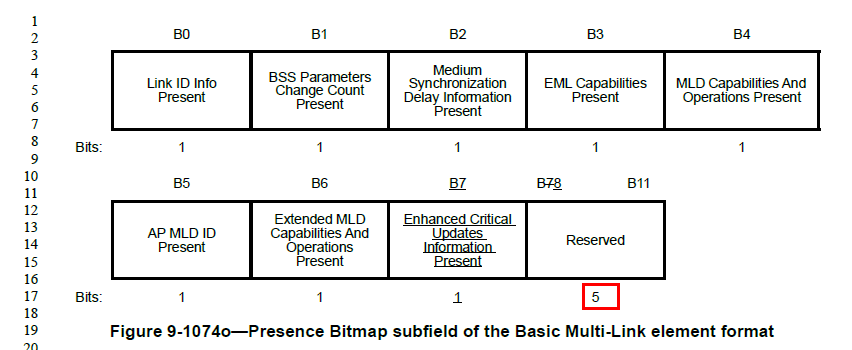 1
2
3
4
5
6
7
8
9
10
11
12
13
14
15
16
17
18
19
20
B0 B1 B2 B3 B4
Link ID Info
Present
BSS Parameters
Change Count
Present
Medium
Synchronization
Delay Information
Present
EML Capabilities
Present
MLD Capabilities And
Operations Present
Bits: 1 1 1 1 1
B5 B6 B7 B78 B11
AP MLD ID
Present
Extended MLD
Capabilities And
Operations
Present
Enhanced Critical
Updates
Information
Present
Reserved
Bits: 1 1 1 5
Figure 9-1074o—Presence Bitmap subfield of the Basic Multi-Link element format